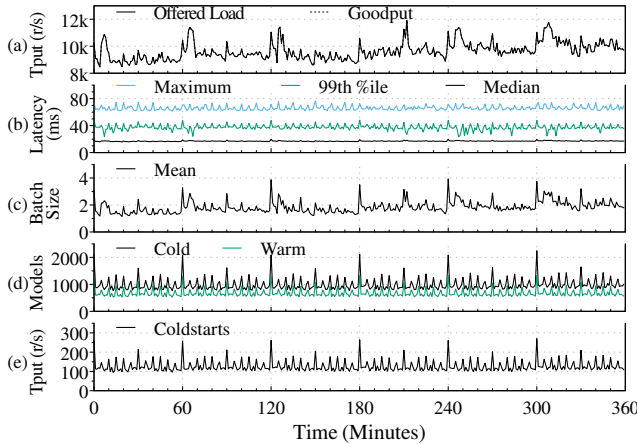 Offered Load Goodput
12k
(a) Tput (r/s) 10k
8k
Maximum 99th %ile Median
80
(b) Latency (ms) 40
0
Mean
4
(c) Batch Size 2
0
Cold Warm
2000
(d) Models 1000
0
Coldstarts
300
(e) Tput (r/s) 200
100
0
0 60 120 180 240 300 360
Time (Minutes)